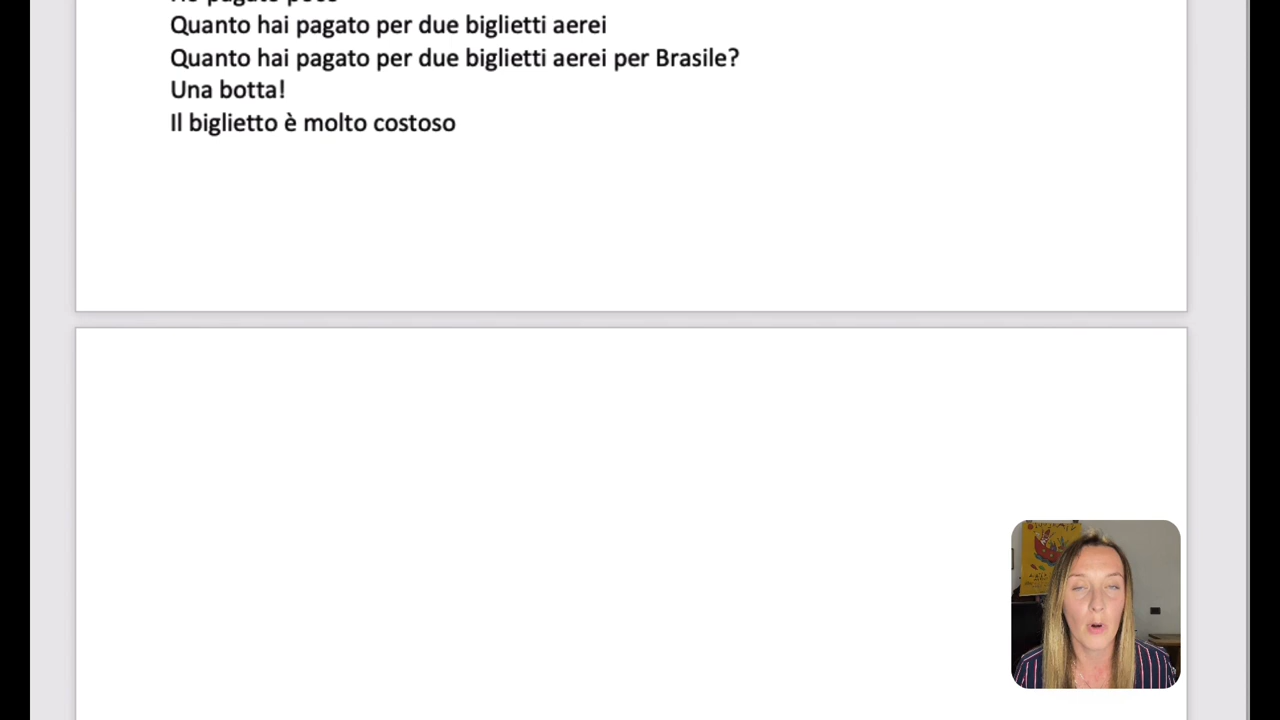 Quanto hai pagato per due biglietti aerei
Quanto hai pagato per due biglietti aerei per Brasile?
Una botta!
Il biglietto è molto costoso